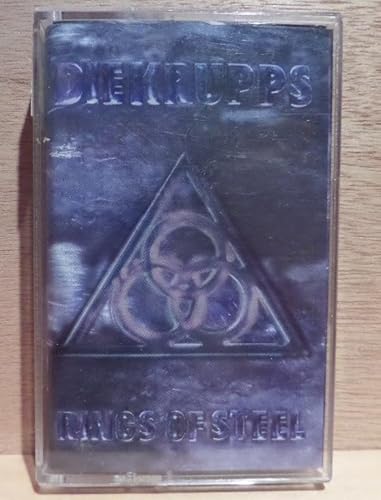 DIE KRUPPS
RINGS OF STEEL